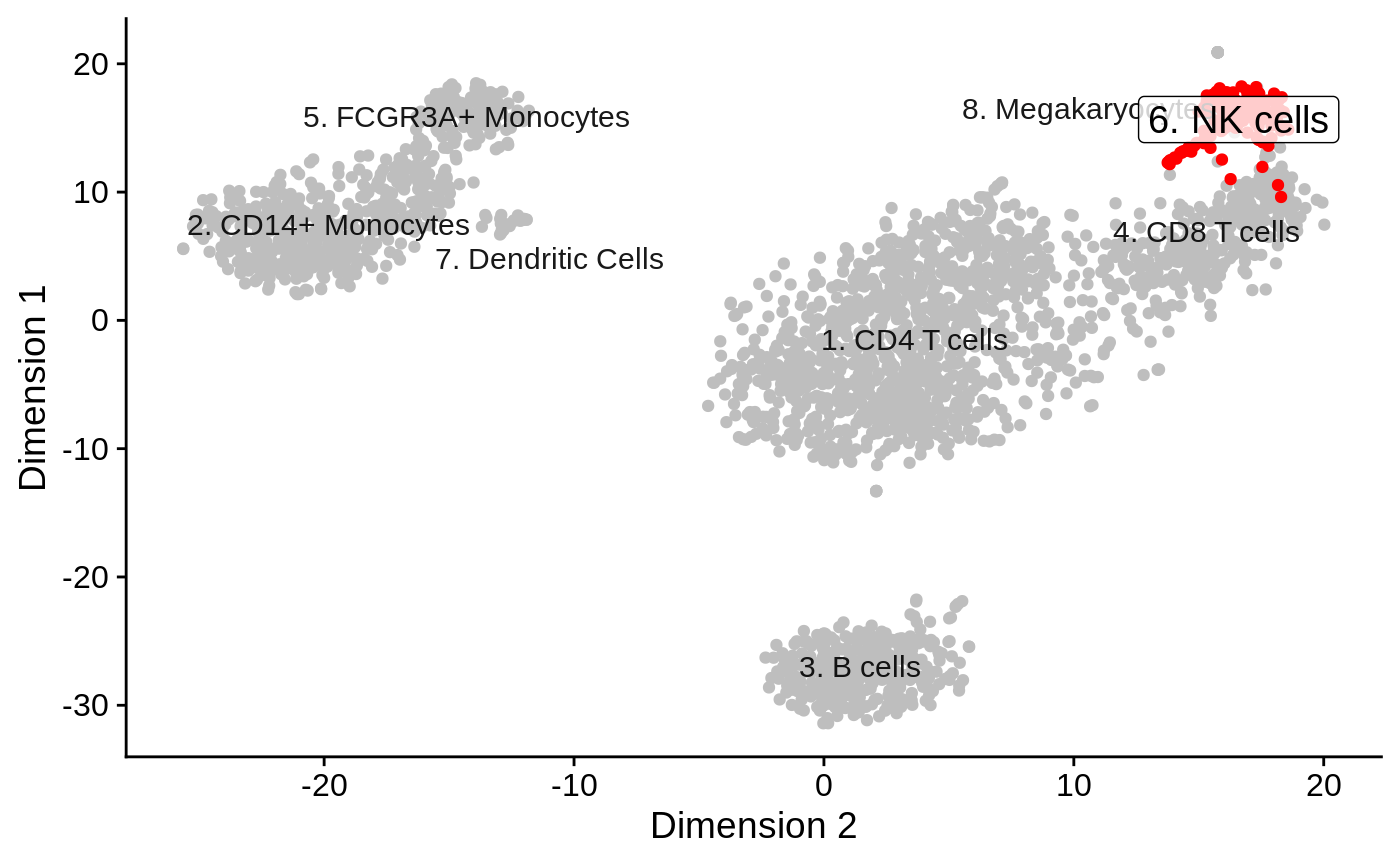 20
10
0
-10
-20
-30
Dimension 1
5. FCGR3A+ Monocytes
8. Megakaryocytes
6. NK cells
2. CD14+ Monocytes
4. CD8 T cells
7. Dendritic Cells
1. CD4 T cells
3. B cells
-20
-10
0
10
20
Dimension 2